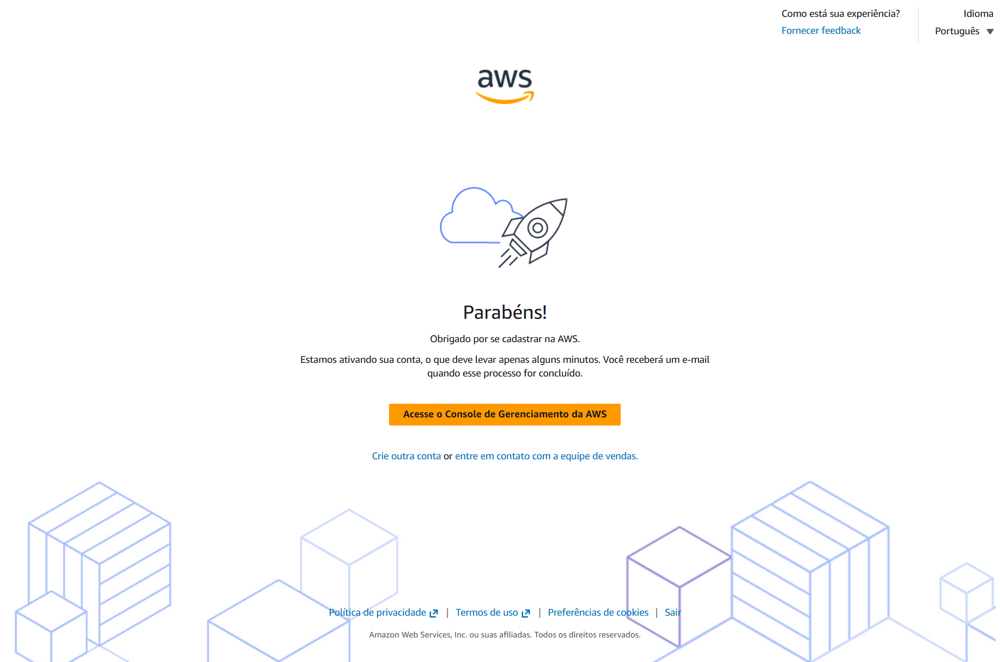 Como está sua experiência?
Fornecer feedback
Idioma
Português
aws
Parabéns!
Obrigado por se cadastrar na AWS.
Estamos ativando sua conta, o que deve levar apenas alguns minutos. Você receberá um e-mail
quando esse processo for concluído.
Acesse o Console de Gerenciamento da AWS
Crie outra conta or entre em contato com a equipe de vendas.
Política de privacidade | Termos de uso | Preferências de cookies | Sair
Amazon Web Services, Inc. ou suas afiliadas. Todos os direitos reservados.